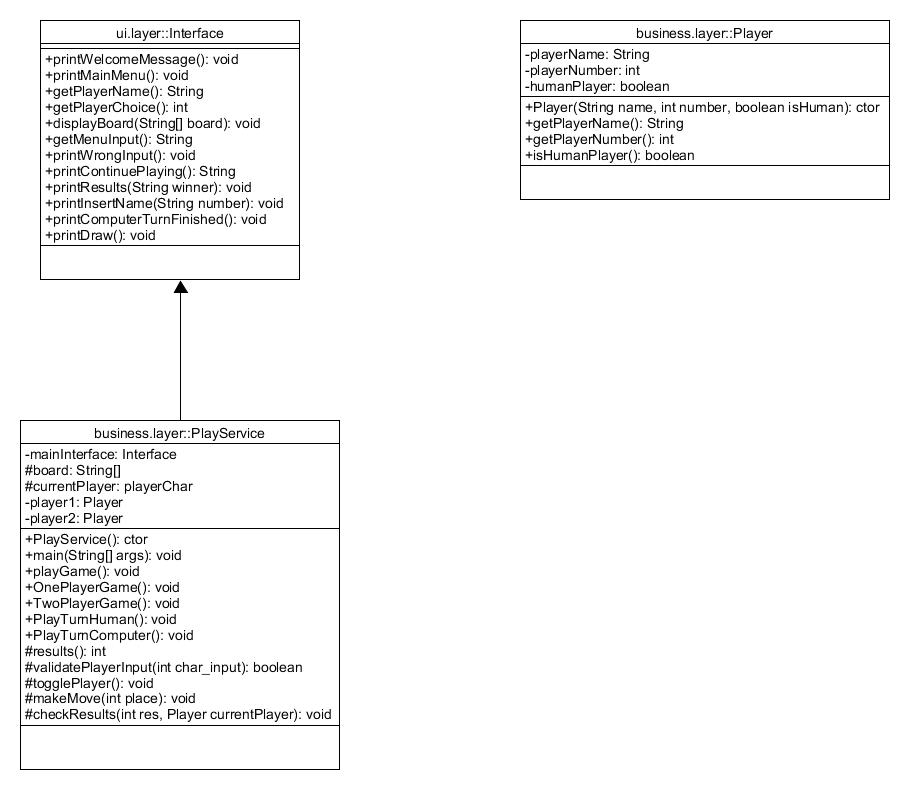 ui.layer::Interface
+printWelcomeMessage(): void
+printMainMenu(): void
+getPlayerName(): String
+getPlayerChoice(): int
+displayBoard(String[] board): void
+getMenuInput(): String
+printWrongInput(): void
+printContinuePlaying(): String
+printResults(String winner): void
+printInsertName(String number): void
+printComputerTurnFinished(): void
+printDraw(): void
business.layer::Player
-playerName: String
-playerNumber: int
-humanPlayer: boolean
+Player(String name, int number, boolean isHuman): ctor
+getPlayerName(): String
+getPlayerNumber(): int
+isHumanPlayer(): boolean
business.layer::PlayService
-mainInterface: Interface
#board: String[]
#currentPlayer: playerChar
-player1: Player
-player2: Player
+PlayService(): ctor
+main(String[] args): void
+playGame(): void
+OnePlayerGame(): void
+TwoPlayerGame(): void
+PlayTurnHuman(): void
+PlayTurnComputer(): void
#results(): int
#validatePlayerInput(int char_input): boolean
#togglePlayer(): void
#makeMove(int place): void
#checkResults(int res, Player currentPlayer): void